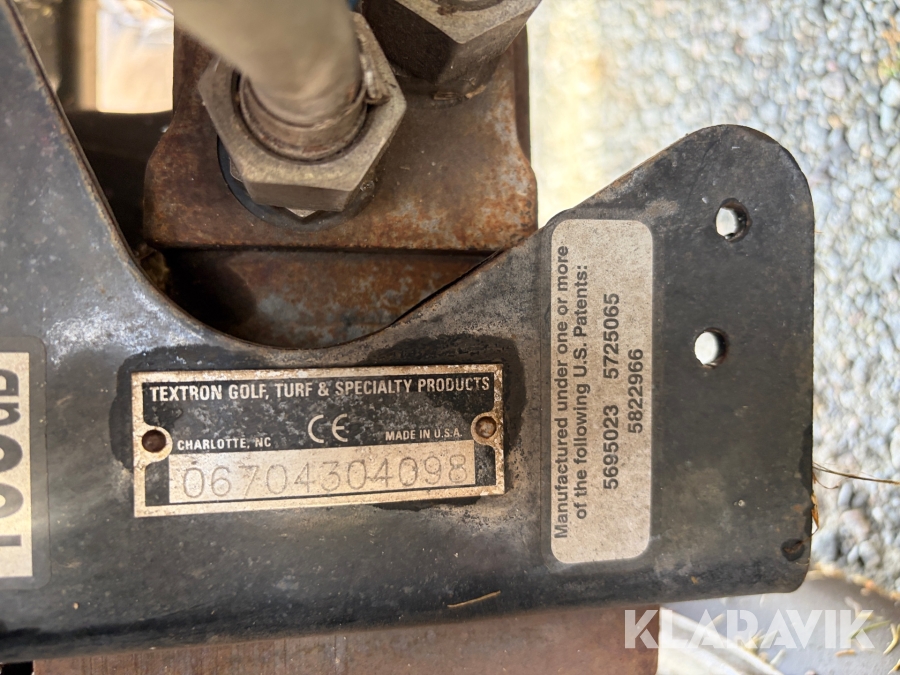 TEXTRON GOLF, TURF & SPECIALTY PRODUCTS
CE
CHARLOTTE, NC MADE IN U.S.A.
06704304098
Manufactured under one or more
of the following U.S. Patents:
5695023 5725065
5822966
KLARAVIK